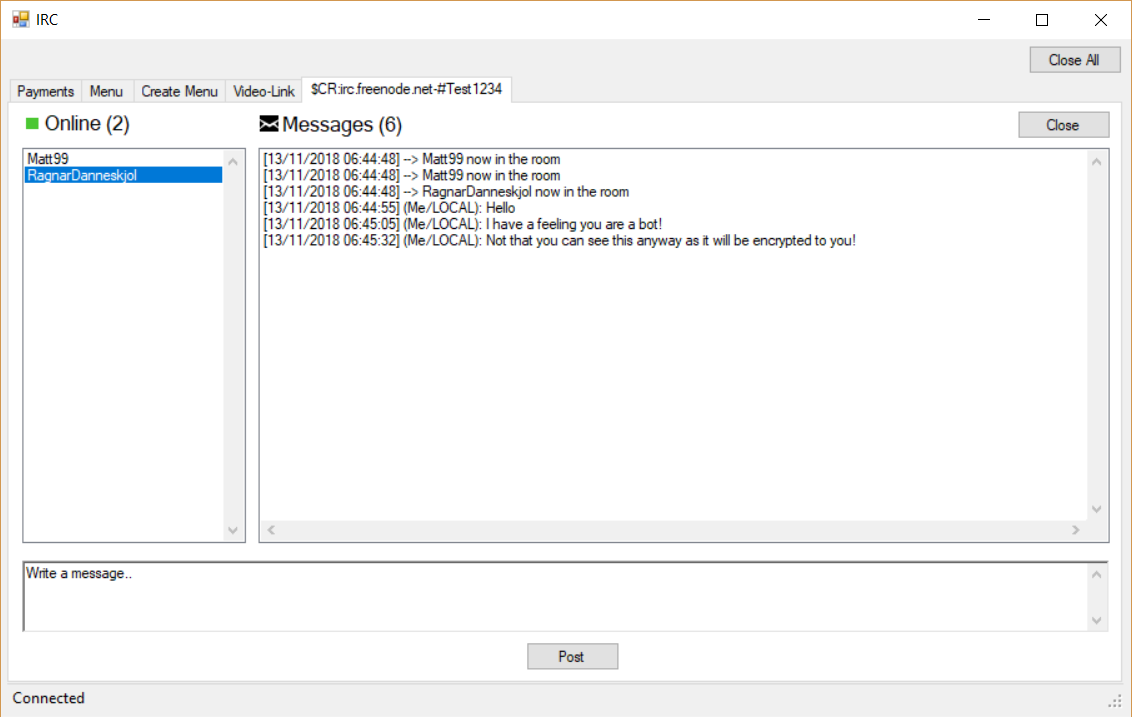 IRC
Close All
Payments Menu Create Menu Video-Link $CR:irc.freenode.net-#Test1234
Online (2)
Messages (6)
Close
Matt99
RagnarDanneskjol
[13/11/2018 06:44:48] --> Matt99 now in the room
[13/11/2018 06:44:48] --> Matt99 now in the room
[13/11/2018 06:44:48] --> RagnarDanneskjol now in the room
[13/11/2018 06:44:55] (Me/LOCAL): Hello
[13/11/2018 06:45:05] (Me/LOCAL): I have a feeling you are a bot!
[13/11/2018 06:45:32] (Me/LOCAL): Not that you can see this anyway as it will be encrypted to you!
Write a message..
Post
Connected